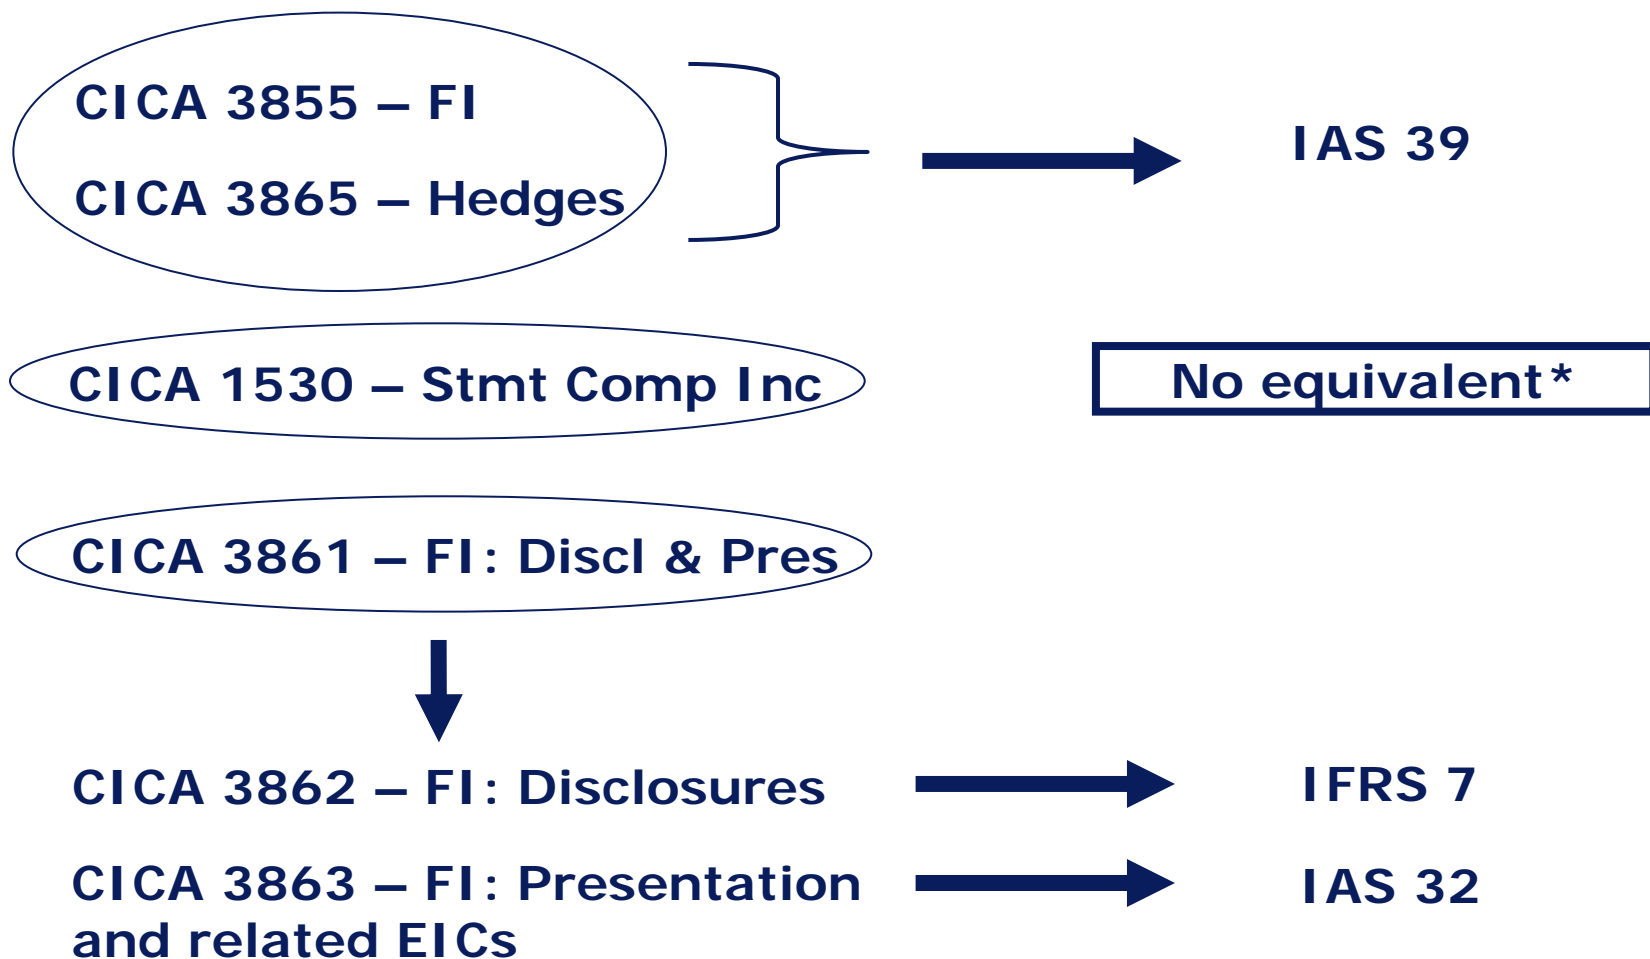 CICA 3855 – FI
IAS 39
CICA 3865 – Hedges
CICA 1530 – Stmt Comp Inc
No equivalent*
CICA 3861 – FI: Discl & Pres
CICA 3862 – FI: Disclosures
IFRS 7
CICA 3863 – FI: Presentation
and related EICs
IAS 32